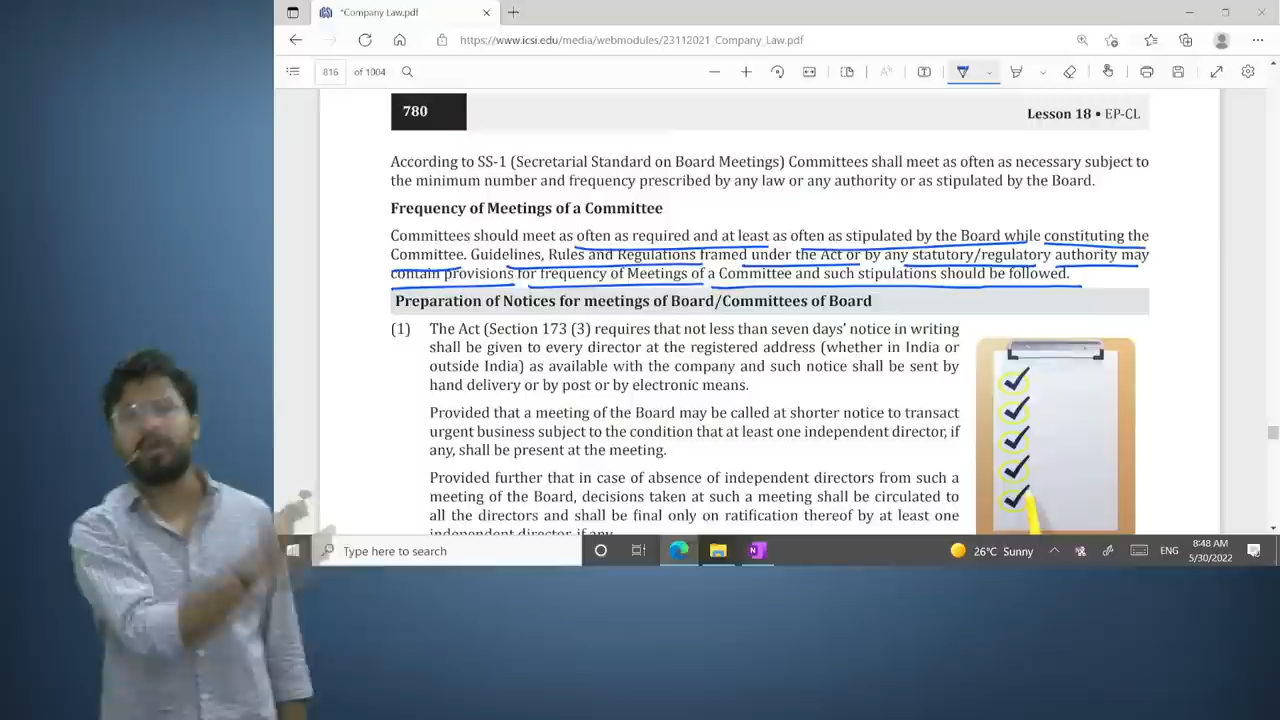 *Company Law.pdf
https://www.icsi.edu/media/webmodules/23112021_Company_Law.pdf
816 of 1004
780
Lesson 18 • EP-CL
According to SS-1 (Secretarial Standard on Board Meetings) Committees shall meet as often as necessary subject to
the minimum number and frequency prescribed by any law or any authority or as stipulated by the Board.
Frequency of Meetings of a Committee
Committees should meet as often as required and at least as often as stipulated by the Board while constituting the
Committee. Guidelines, Rules and Regulations framed under the Act or by any statutory/regulatory authority may
contain provisions for frequency of Meetings of a Committee and such stipulations should be followed.
Preparation of Notices for meetings of Board/Committees of Board
(1) The Act (Section 173 (3) requires that not less than seven days' notice in writing
shall be given to every director at the registered address (whether in India or
outside India) as available with the company and such notice shall be sent by
hand delivery or by post or by electronic means.
Provided that a meeting of the Board may be called at shorter notice to transact
urgent business subject to the condition that at least one independent director, if
any, shall be present at the meeting.
Provided further that in case of absence of independent directors from such a
meeting of the Board, decisions taken at such a meeting shall be circulated to
all the directors and shall be final only on ratification thereof by at least one
independent director, if any.
Type here to search
26°C Sunny
ENG
8:48 AM
5/30/2022